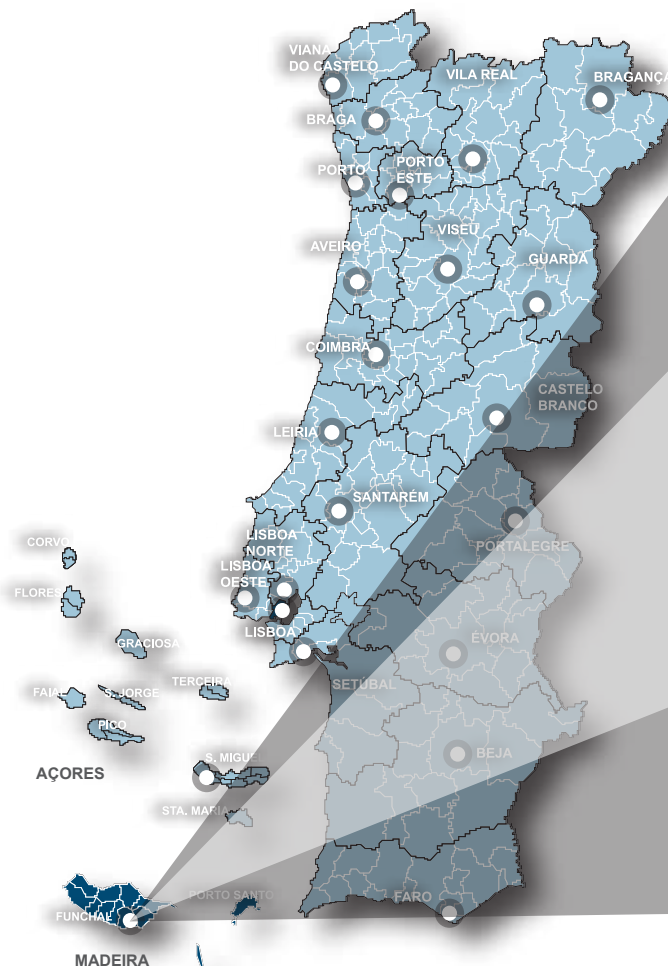 VIANA
DO CASTELO
VILA REAL
BRAGANÇA
BRAGA
PORTO
PORTO
ESTE
AVEIRO
VISEU
GUARDA
COIMBRA
CASTELO
BRANCO
LEIRIA
SANTARÉM
LISBOA
NORTE
LISBOA
OESTE
LISBOA
PORTALEGRE
ÉVORA
SETÚBAL
BEJA
FARO
CORVO
FLORES
GRACIOSA
TERCEIRA
FAIAL
S. JORGE
PICO
S. MIGUEL
AÇORES
STA. MARIA
PORTO SANTO
FUNCHAL
MADEIRA